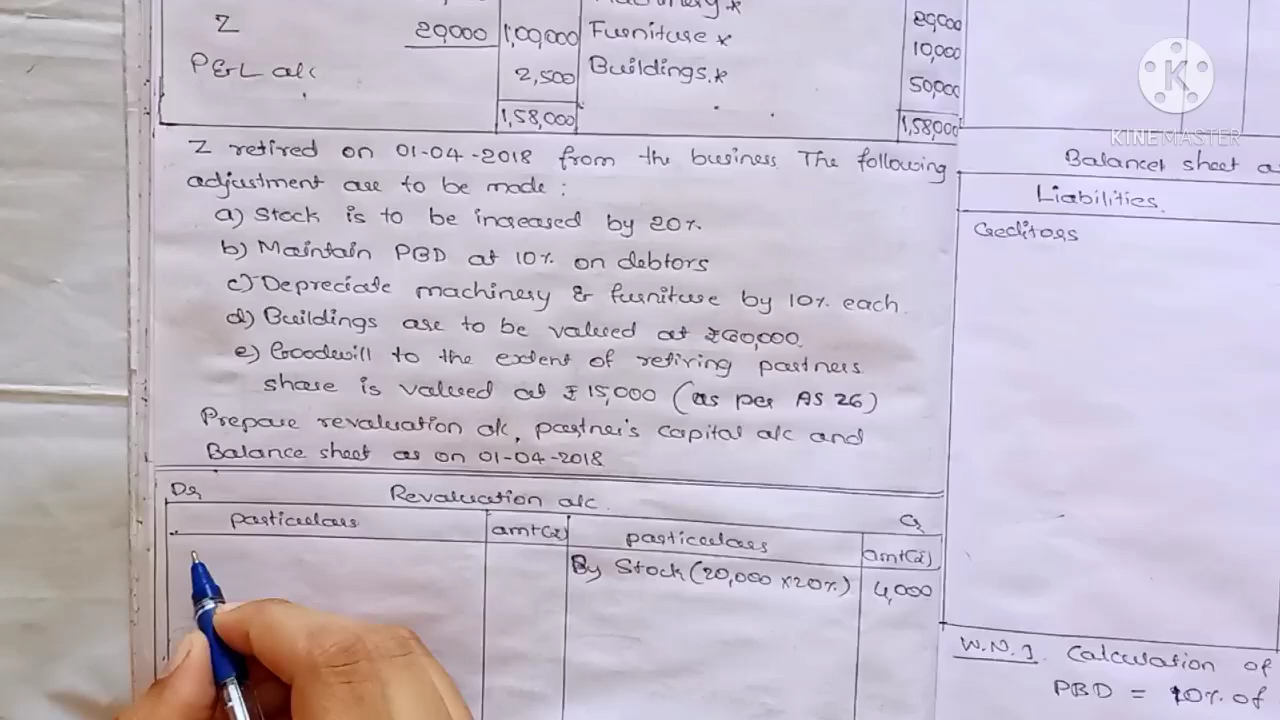 Z 20000 1,00,000 Furniture * 20000
10,000
P&L a/c 2,500 Buildings.* 50,000
1,58,000 1,58,000
KINEMASTER
Z retired on 01-04-2018 from the business The following
adjustment are to be made :
a) Stock is to be increased by 20%
b) Maintain PBD at 10% on debtors
c) Depreciate machinery & furniture by 10% each
d) Buildings are to be valued at ₹60,000
e) Goodwill to the extent of retiring partners
share is valued at ₹15,000 (as per AS 26)
Prepare revaluation a/c, partner's capital a/c and
Balance sheet as on 01-04-2018
Dr Revaluation a/c. Cr
particulars amt(₹) particulars amt(₹)
By Stock (20,000 x20%) 4,000
Balance sheet a
Liabilities.
Creditors
W.N.1 Calculation of
PBD = 10% of